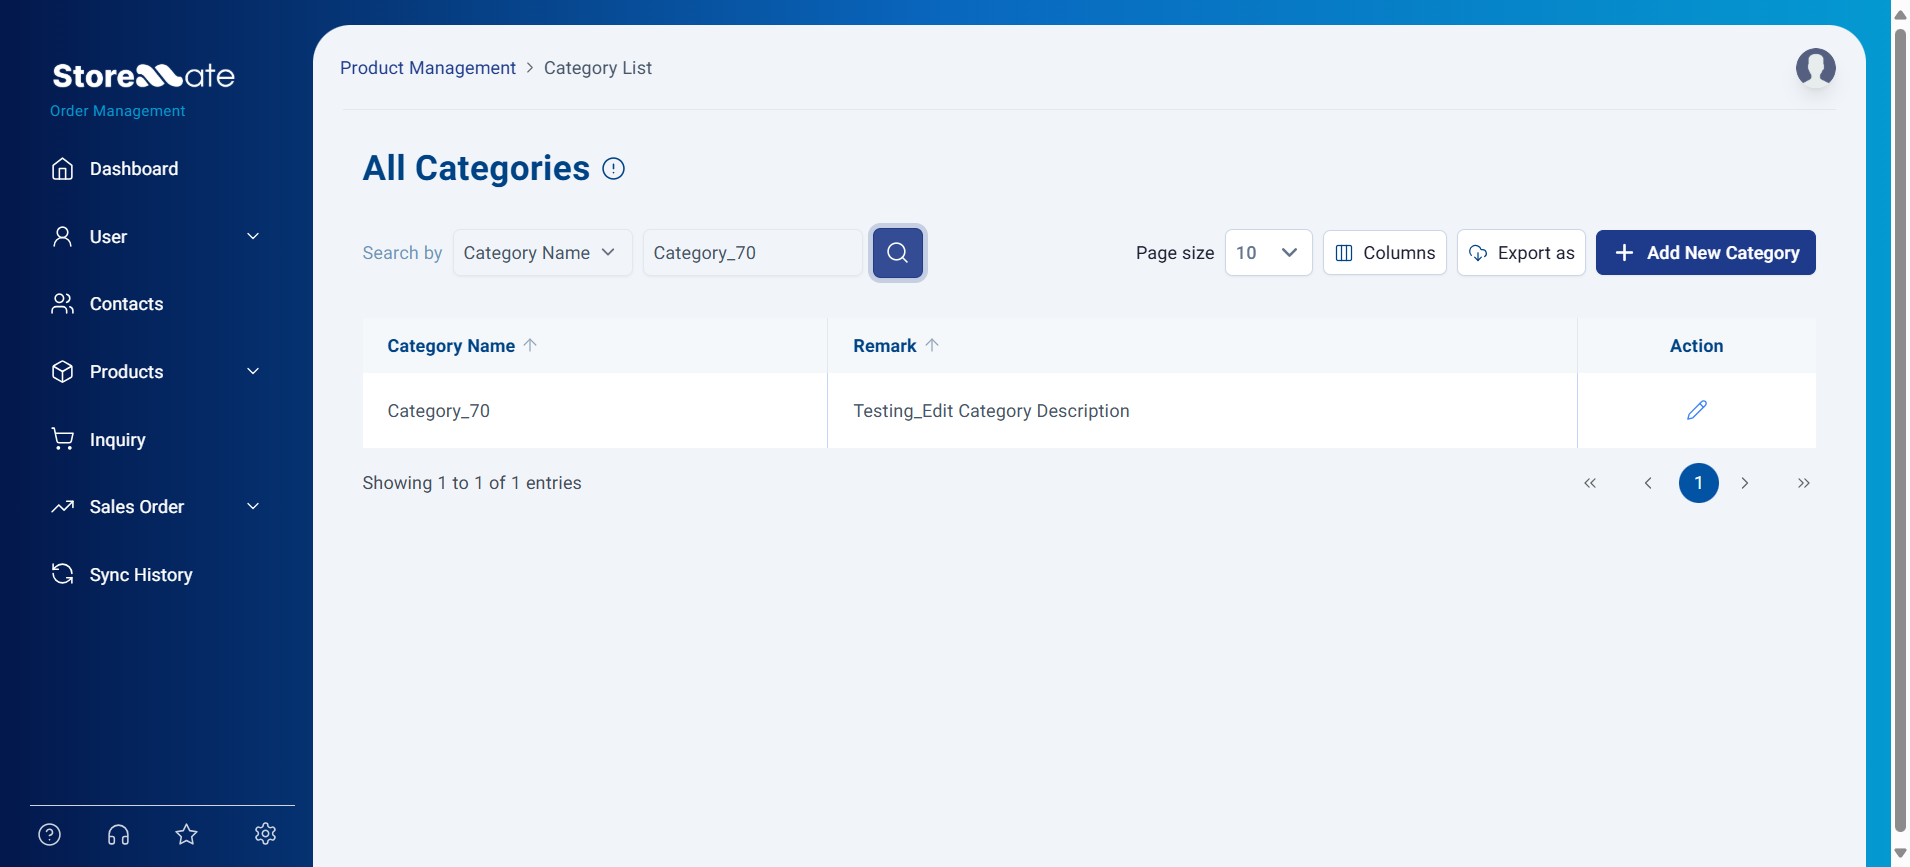 StoreMate
Order Management
Dashboard
User
Contacts
Products
Inquiry
Sales Order
Sync History
Product Management > Category List
All Categories
Search by Category Name Category_70 Page size 10 Columns Export as + Add New Category
Category Name Remark Action
Category_70 Testing_Edit Category Description
Showing 1 to 1 of 1 entries « < 1 > »